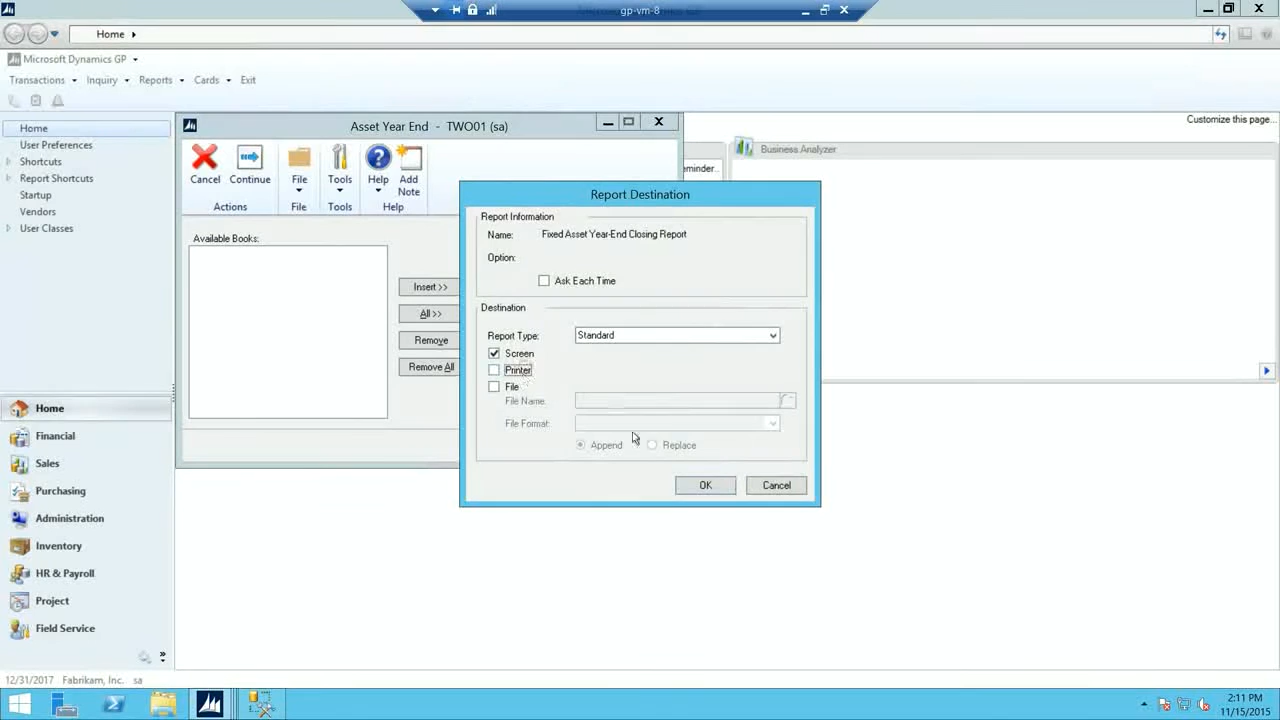 gp-vm-8
Home
Microsoft Dynamics GP
Transactions Inquiry Reports Cards Exit
Home
User Preferences
Shortcuts
Report Shortcuts
Startup
Vendors
User Classes
Home
Financial
Sales
Purchasing
Administration
Inventory
HR & Payroll
Project
Field Service
12/31/2017 Fabrikam, Inc. sa
Customize this page...
Business Analyzer
eminder..
Asset Year End - TWO01 (sa)
Cancel Continue File Tools Help Add Note
Actions File Tools Help
Available Books:
Insert >>
All >>
Remove
Remove All
Report Destination
Report Information
Name: Fixed Asset Year-End Closing Report
Option:
Ask Each Time
Destination
Report Type: Standard
Screen
Printer
File
File Name:
File Format:
Append Replace
OK Cancel
2:11 PM
11/15/2015